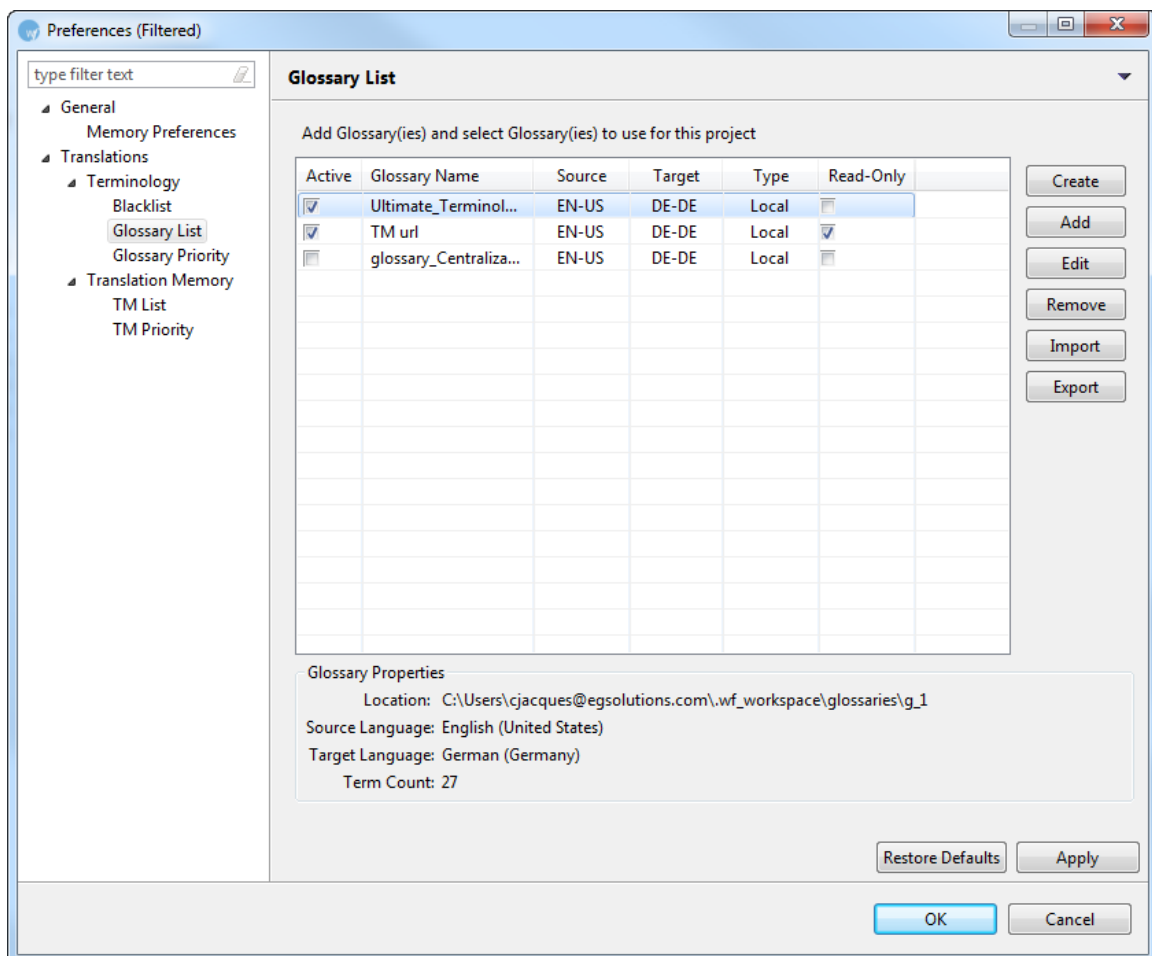 Preferences (Filtered)
type filter text
General
Memory Preferences
Translations
Terminology
Blacklist
Glossary List
Glossary Priority
Translation Memory
TM List
TM Priority
Glossary List
Add Glossary(ies) and select Glossary(ies) to use for this project
Active Glossary Name Source Target Type Read-Only
Ultimate_Terminol... EN-US DE-DE Local
TM url EN-US DE-DE Local
glossary_Centraliza... EN-US DE-DE Local
Create
Add
Edit
Remove
Import
Export
Glossary Properties
Location: C:\Users\cjacques@egsolutions.com\.wf_workspace\glossaries\g_1
Source Language: English (United States)
Target Language: German (Germany)
Term Count: 27
Restore Defaults Apply
OK Cancel